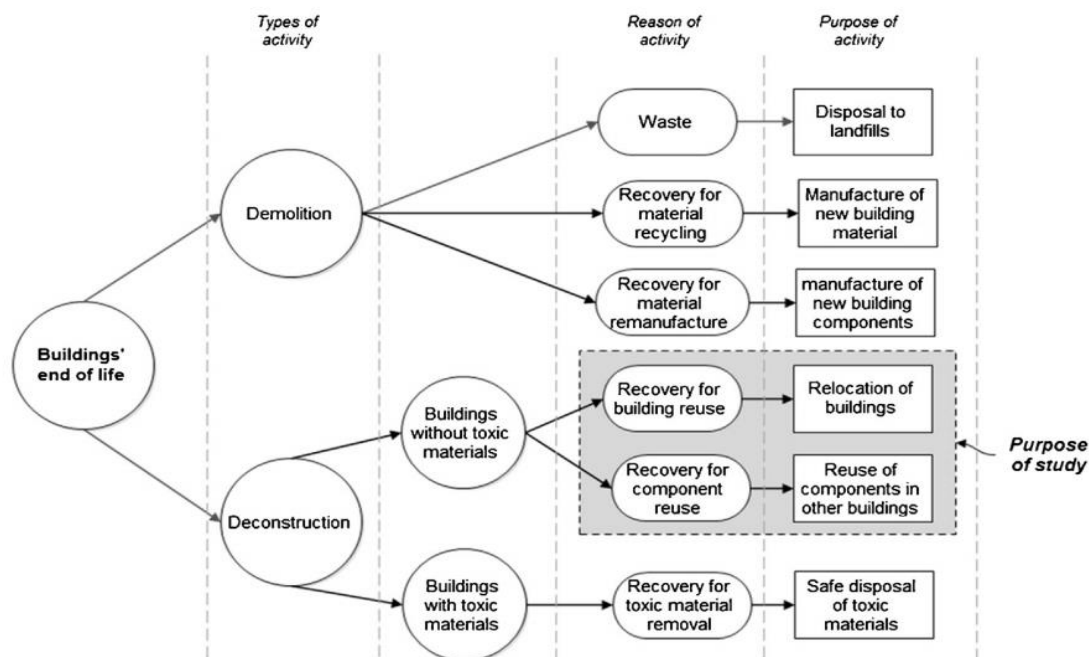 Types of
activity
Reason of
activity
Purpose of
activity
Waste
Disposal to
landfills
Demolition
Recovery for
material
recycling
Manufacture of
new building
material
Recovery for
material
remanufacture
manufacture of
new building
components
Buildings'
end of life
Buildings
without toxic
materials
Recovery for
building reuse
Relocation of
buildings
Purpose
of study
Recovery for
component
reuse
Reuse of
components in
other buildings
Deconstruction
Buildings
with toxic
materials
Recovery for
toxic material
removal
Safe disposal
of toxic
materials